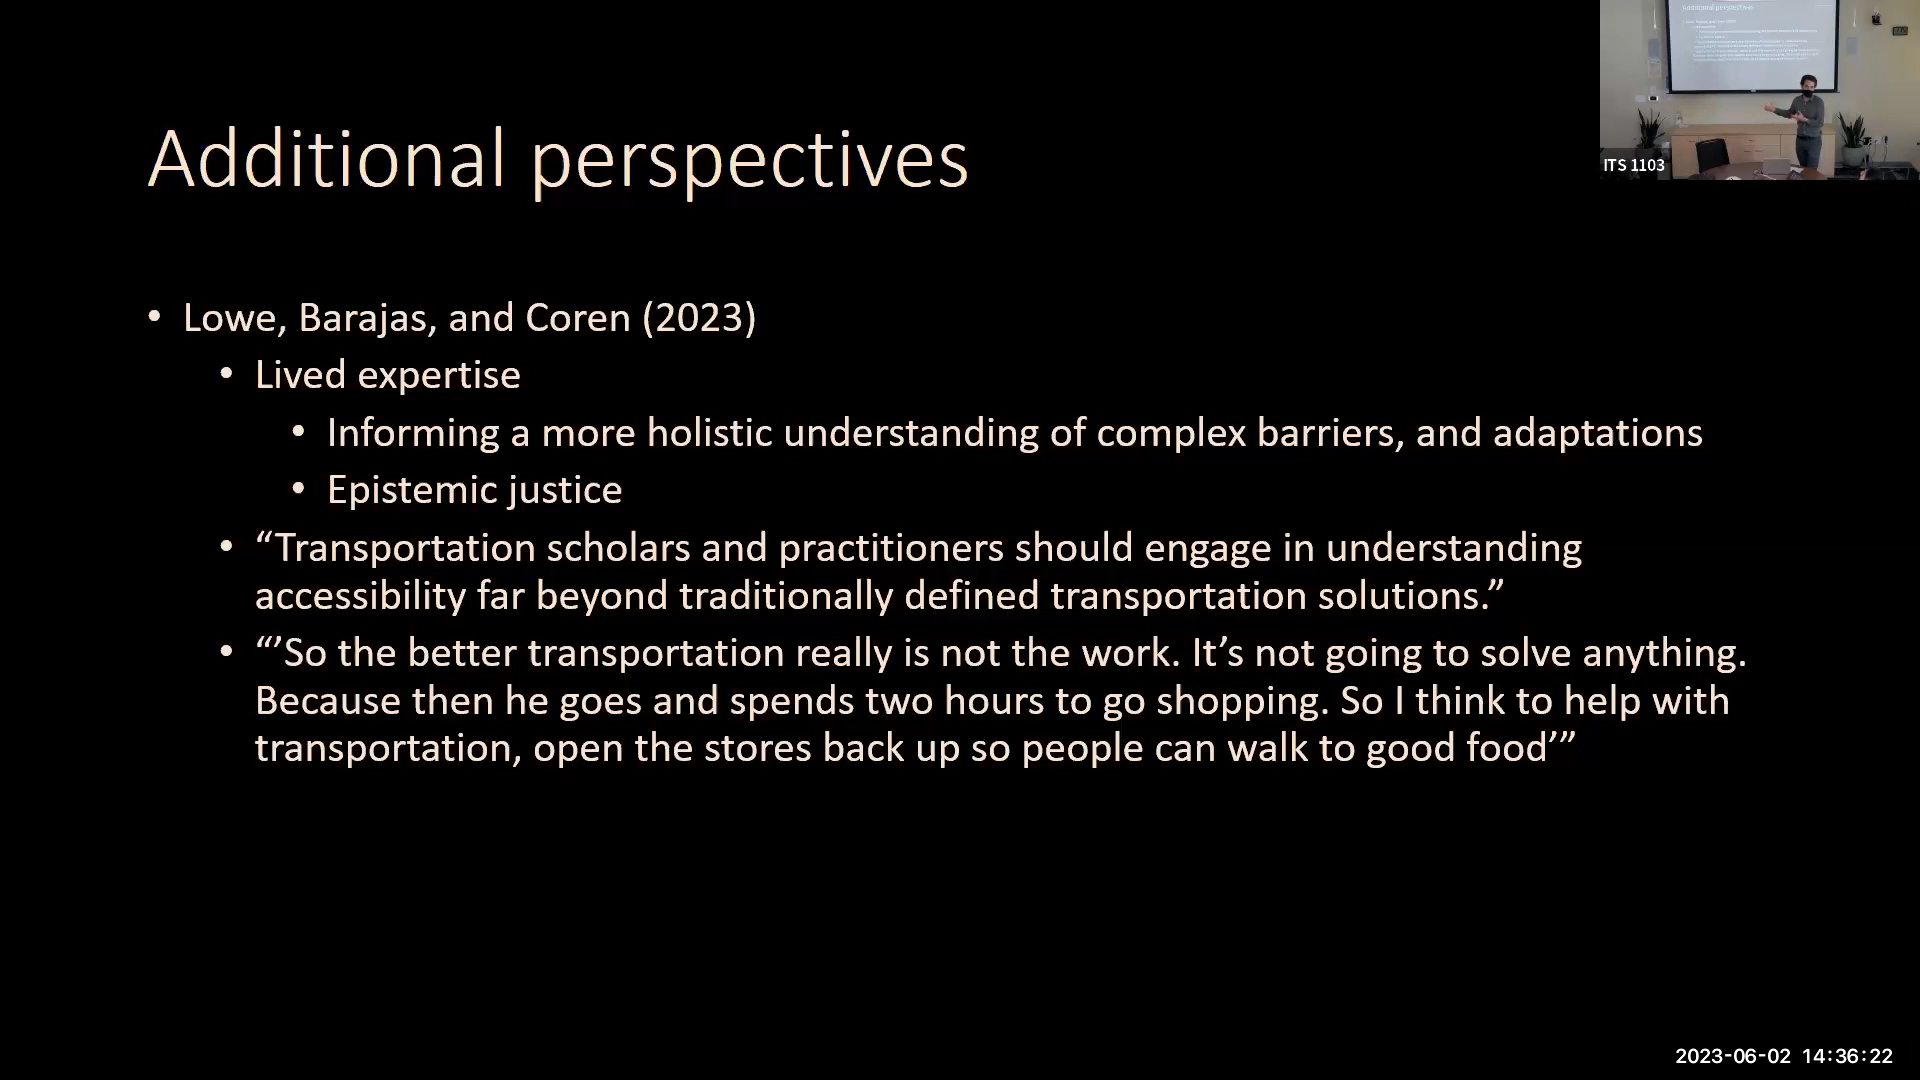 Additional perspectives
• Lowe, Barajas, and Coren (2023)
• Lived expertise
• Informing a more holistic understanding of complex barriers, and adaptations
• Epistemic justice
• “Transportation scholars and practitioners should engage in understanding
accessibility far beyond traditionally defined transportation solutions.”
• “’So the better transportation really is not the work. It’s not going to solve anything.
Because then he goes and spends two hours to go shopping. So I think to help with
transportation, open the stores back up so people can walk to good food’”
Additional perspectives
ITS 1103
2023-06-02 14:36:22